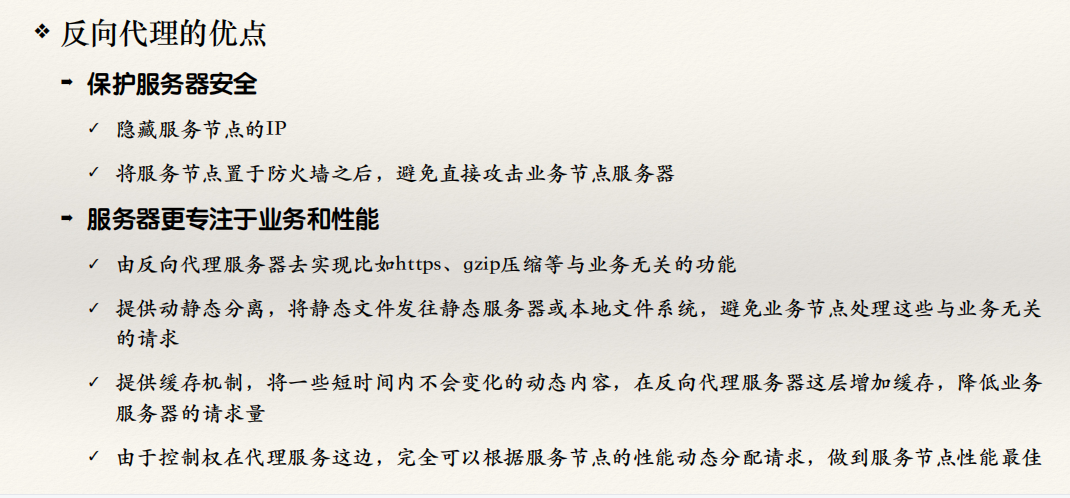 ❖ 反向代理的优点
➡ 保护服务器安全
✓ 隐藏服务节点的IP
✓ 将服务节点置于防火墙之后，避免直接攻击业务节点服务器
➡ 服务器更专注于业务和性能
✓ 由反向代理服务器去实现比如https、gzip压缩等与业务无关的功能
✓ 提供动静态分离，将静态文件发往静态服务器或本地文件系统，避免业务节点处理这些与业务无关
的请求
✓ 提供缓存机制，将一些短时间内不会变化的动态内容，在反向代理服务器这层增加缓存，降低业务
服务器的请求量
✓ 由于控制权在代理服务这边，完全可以根据服务节点的性能动态分配请求，做到服务节点性能最佳